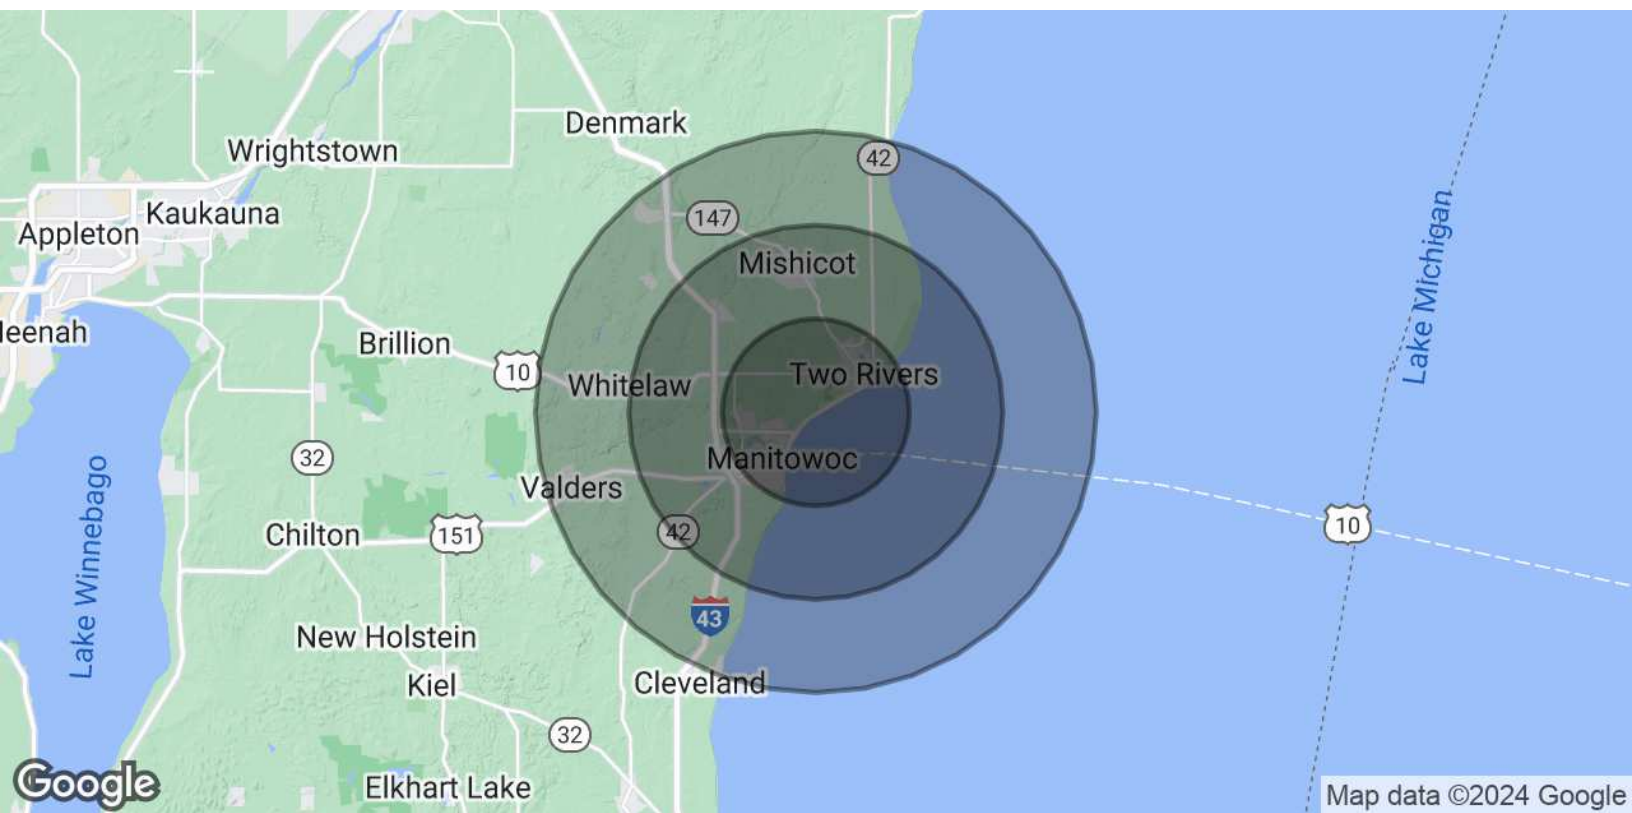 Denmark
Wrightstown
42
Kaukauna
147
Appleton
Mishicot
Lake Michigan
leenah
Brillion
10
Whitelaw
Two Rivers
32
Manitowoc
Valders
Lake Winnebago
10
Chilton
151
42
43
New Holstein
Kiel
Cleveland
32
Google
Elkhart Lake
Map data ©2024 Google